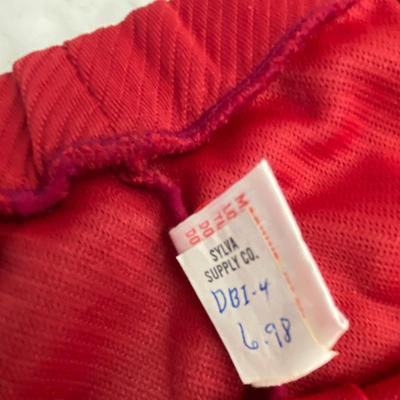 SYLVA
SUPPLY CO.
DBI-4
6.98